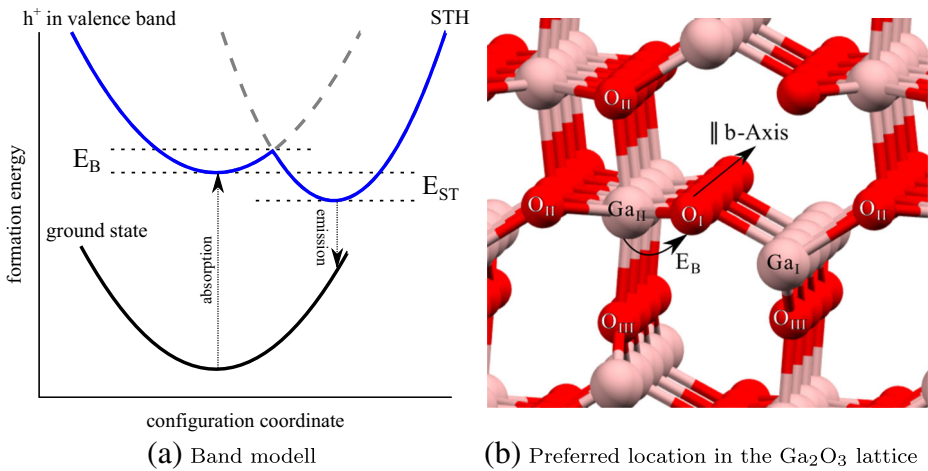 h⁺ in valence band
STH
E_B
E_ST
ground state
absorption
emission
formation energy
configuration coordinate
(a) Band modell
O_II
∥ b-Axis
O_II
Ga_II
O_I
O_II
E_B
Ga_I
O_III
O_III
(b) Preferred location in the Ga₂O₃ lattice